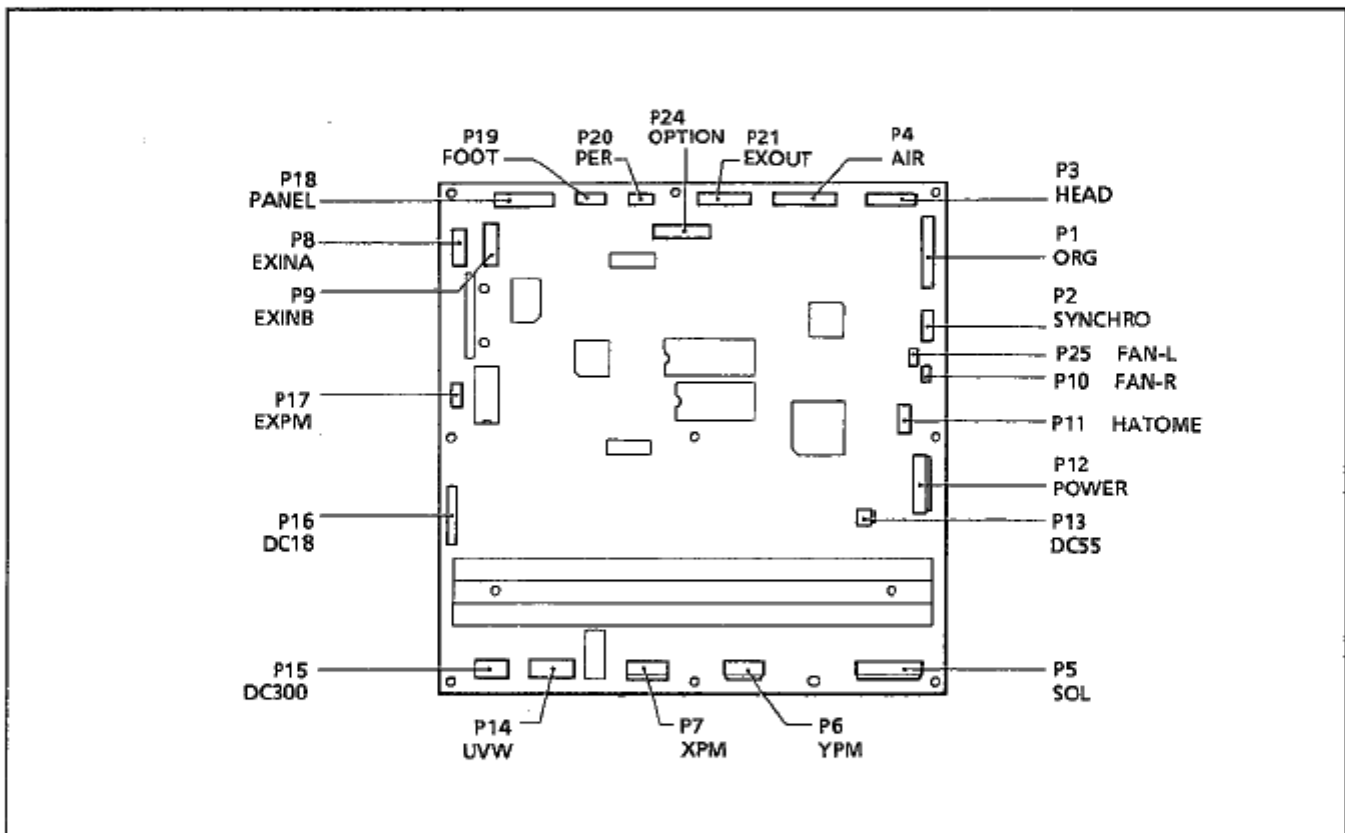 P24
OPTION
P19
FOOT
P20
PER
P21
EXOUT
P4
AIR
P18
PANEL
P3
HEAD
P8
EXINA
P1
ORG
P9
EXINB
P2
SYNCHRO
P25 FAN-L
P10 FAN-R
P17
EXPM
P11 HATOME
P12
POWER
P16
DC18
P13
DC55
P15
DC300
P5
SOL
P14
UVW
P7
XPM
P6
YPM